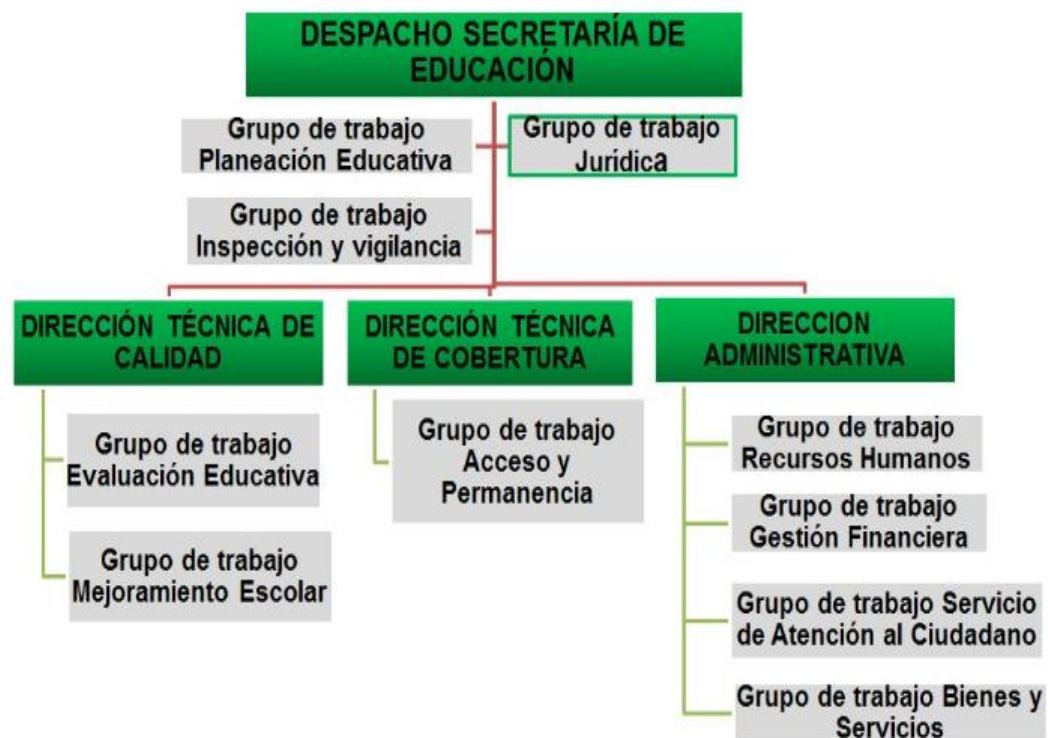 DESPACHO SECRETARÍA DE
EDUCACIÓN
Grupo de trabajo
Planeación Educativa
Grupo de trabajo
Jurídica
Grupo de trabajo
Inspección y vigilancia
DIRECCIÓN TÉCNICA DE
CALIDAD
Grupo de trabajo
Evaluación Educativa
Grupo de trabajo
Mejoramiento Escolar
DIRECCIÓN TÉCNICA
DE COBERTURA
Grupo de trabajo
Acceso y
Permanencia
DIRECCION
ADMINISTRATIVA
Grupo de trabajo
Recursos Humanos
Grupo de trabajo
Gestión Financiera
Grupo de trabajo Servicio
de Atención al Ciudadano
Grupo de trabajo Bienes y
Servicios